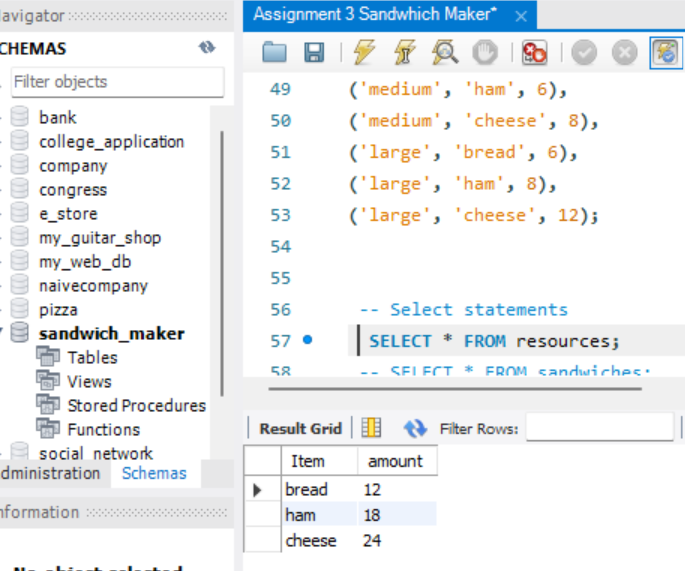 Navigator
SCHEMAS
Filter objects
bank
college_application
company
congress
e_store
my_guitar_shop
my_web_db
naivecompany
pizza
sandwich_maker
Tables
Views
Stored Procedures
Functions
social_network
dministration Schemas
nformation
No object selected
Assignment 3 Sandwhich Maker*
49 ('medium', 'ham', 6),
50 ('medium', 'cheese', 8),
51 ('large', 'bread', 6),
52 ('large', 'ham', 8),
53 ('large', 'cheese', 12);
54
55
56 -- Select statements
57 SELECT * FROM resources;
58 -- SELECT * FROM sandwiches;
Result Grid Filter Rows:
Item amount
bread 12
ham 18
cheese 24